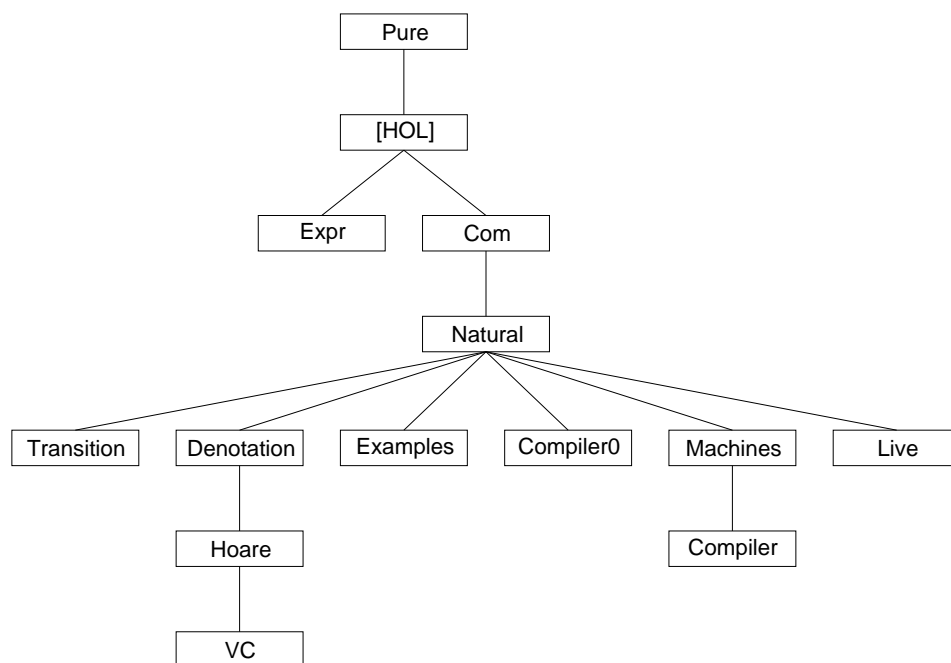 Pure
[HOL]
Expr
Com
Natural
Transition
Denotation
Examples
Compiler0
Machines
Live
Hoare
Compiler
VC